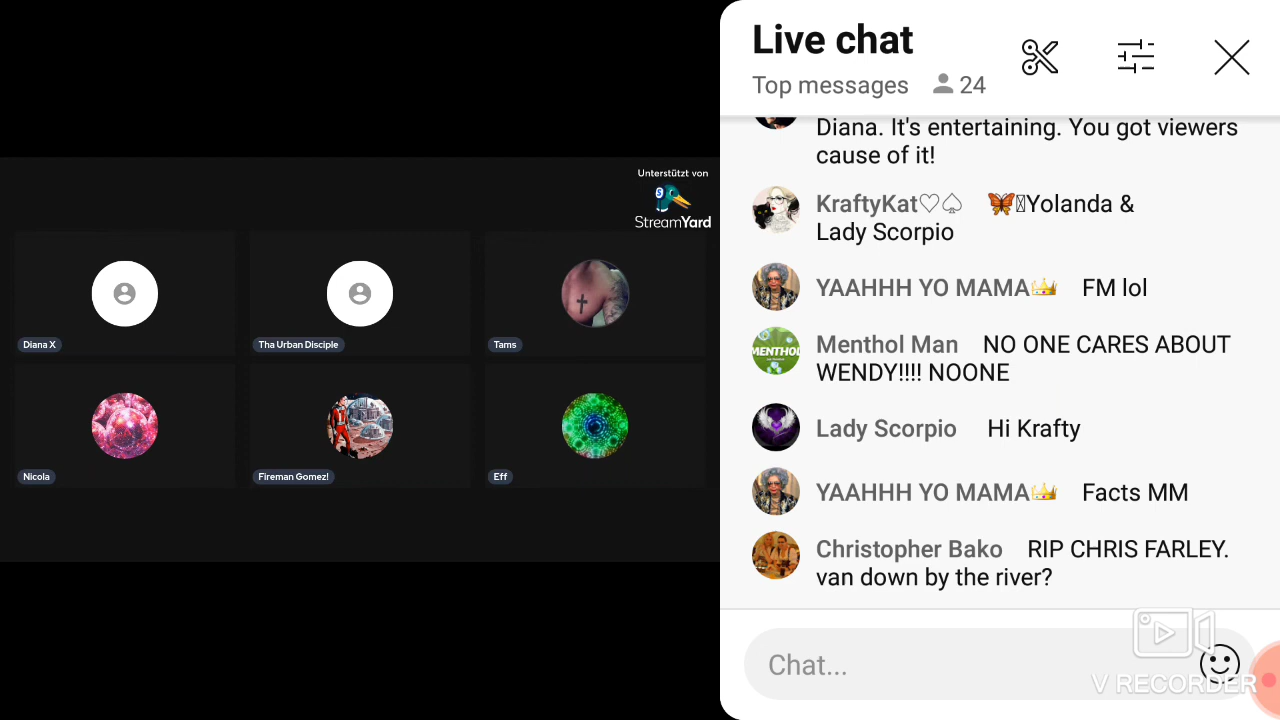 Unterstützt von
StreamYard
Diana X
Tha Urban Disciple
Tams
Nicola
Fireman Gomez!
Eff
Live chat
Top messages 24
Diana. It's entertaining. You got viewers
cause of it!
KraftyKat♡♤ 🦋Yolanda &
Lady Scorpio
YAAHHH YO MAMA👑 FM lol
MENTHOL
Menthol Man NO ONE CARES ABOUT
WENDY!!!! NOONE
Lady Scorpio Hi Krafty
YAAHHH YO MAMA👑 Facts MM
Christopher Bako RIP CHRIS FARLEY.
van down by the river?
Chat...
V RECORDER